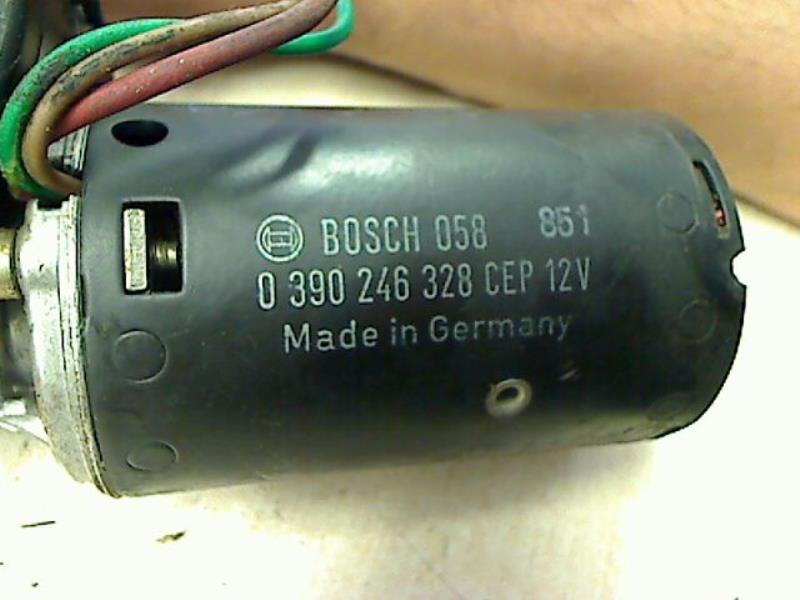 BOSCH 058 851
0 390 246 328 CEP 12V
Made in Germany